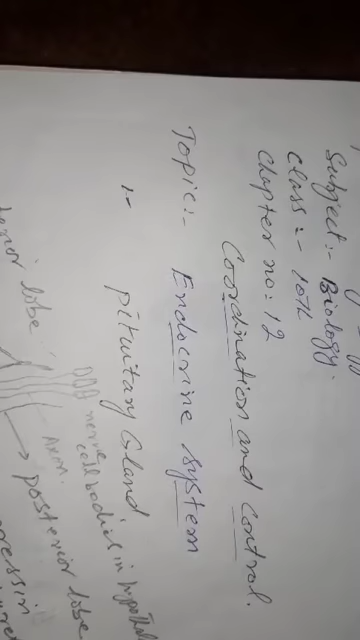 Subject:- Biology.
Class:- 10th
Chapter no: 12
Coordination and control.
Topic:- Endocrine system
1- Pituitary Gland
nerve
cell bodies in
Axon.
lobe
posterior lobe